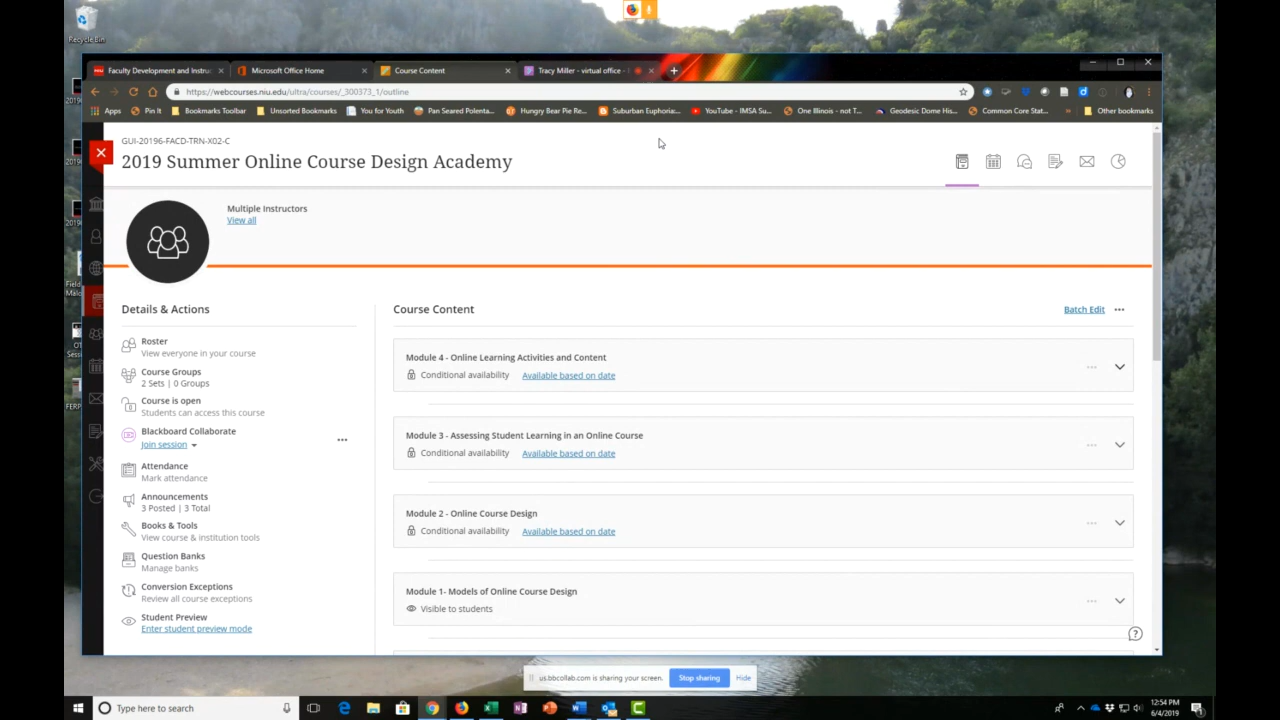 Recycle Bin
Faculty Development and Instru
Microsoft Office Home
Course Content
Tracy Miller - virtual office -
https://webcourses.niu.edu/ultra/courses/_300373_1/outline
Apps
Pin It
Bookmarks Toolbar
Unsorted Bookmarks
You for Youth
Pan Seared Polenta...
Hungry Bear Pie Re...
Suburban Euphoria:...
YouTube - IMSA Su...
One Illinois - not T...
Geodesic Dome His...
Common Core Stat...
Other bookmarks
GUI-20196-FACD-TRN-X02-C
2019 Summer Online Course Design Academy
Multiple Instructors
View all
Details & Actions
Roster
View everyone in your course
Course Groups
2 Sets | 0 Groups
Course is open
Students can access this course
Blackboard Collaborate
Join session
Attendance
Mark attendance
Announcements
3 Posted | 3 Total
Books & Tools
View course & institution tools
Question Banks
Manage banks
Conversion Exceptions
Review all course exceptions
Student Preview
Enter student preview mode
Course Content
Batch Edit
Module 4 - Online Learning Activities and Content
Conditional availability
Available based on date
Module 3 - Assessing Student Learning in an Online Course
Conditional availability
Available based on date
Module 2 - Online Course Design
Conditional availability
Available based on date
Module 1- Models of Online Course Design
Visible to students
us.bbcollab.com is sharing your screen.
Stop sharing
Hide
Type here to search
12:54 PM
6/4/2019